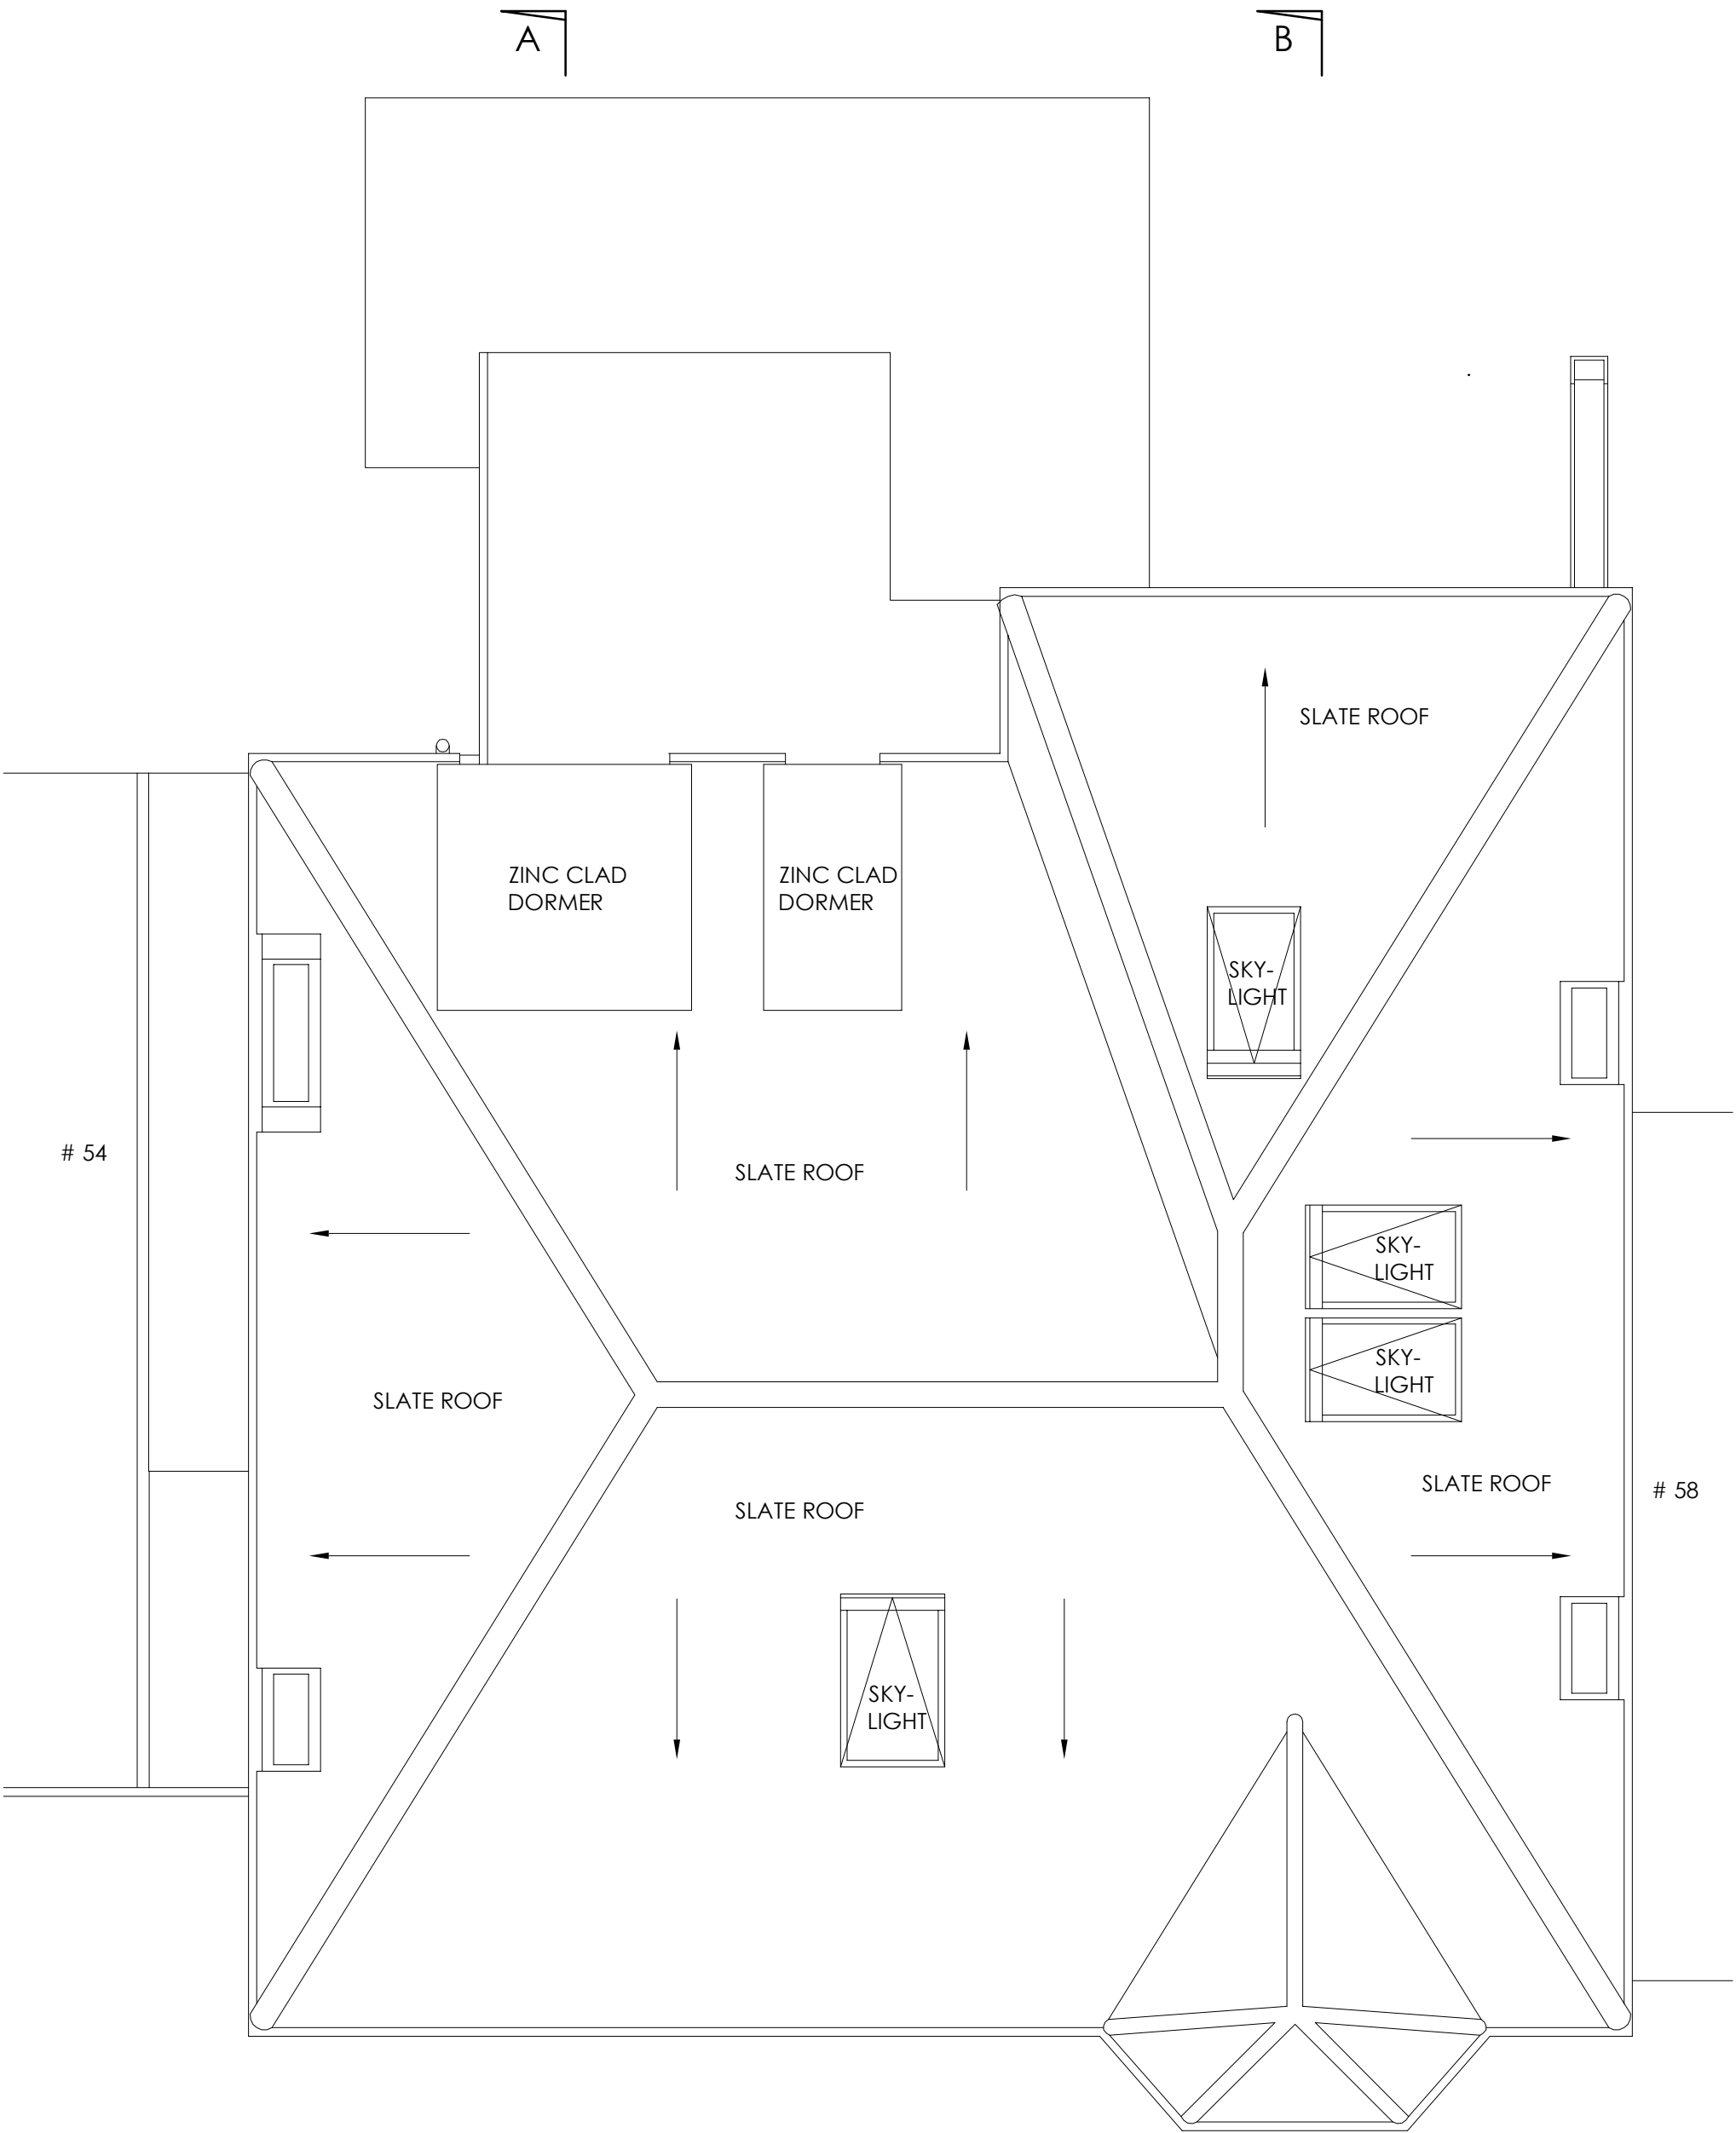 A
B
SLATE ROOF
ZINC CLAD
DORMER
ZINC CLAD
DORMER
SKY-
LIGHT
# 54
SLATE ROOF
SKY-
LIGHT
SKY-
LIGHT
SLATE ROOF
SLATE ROOF
# 58
SLATE ROOF
SKY-
LIGHT